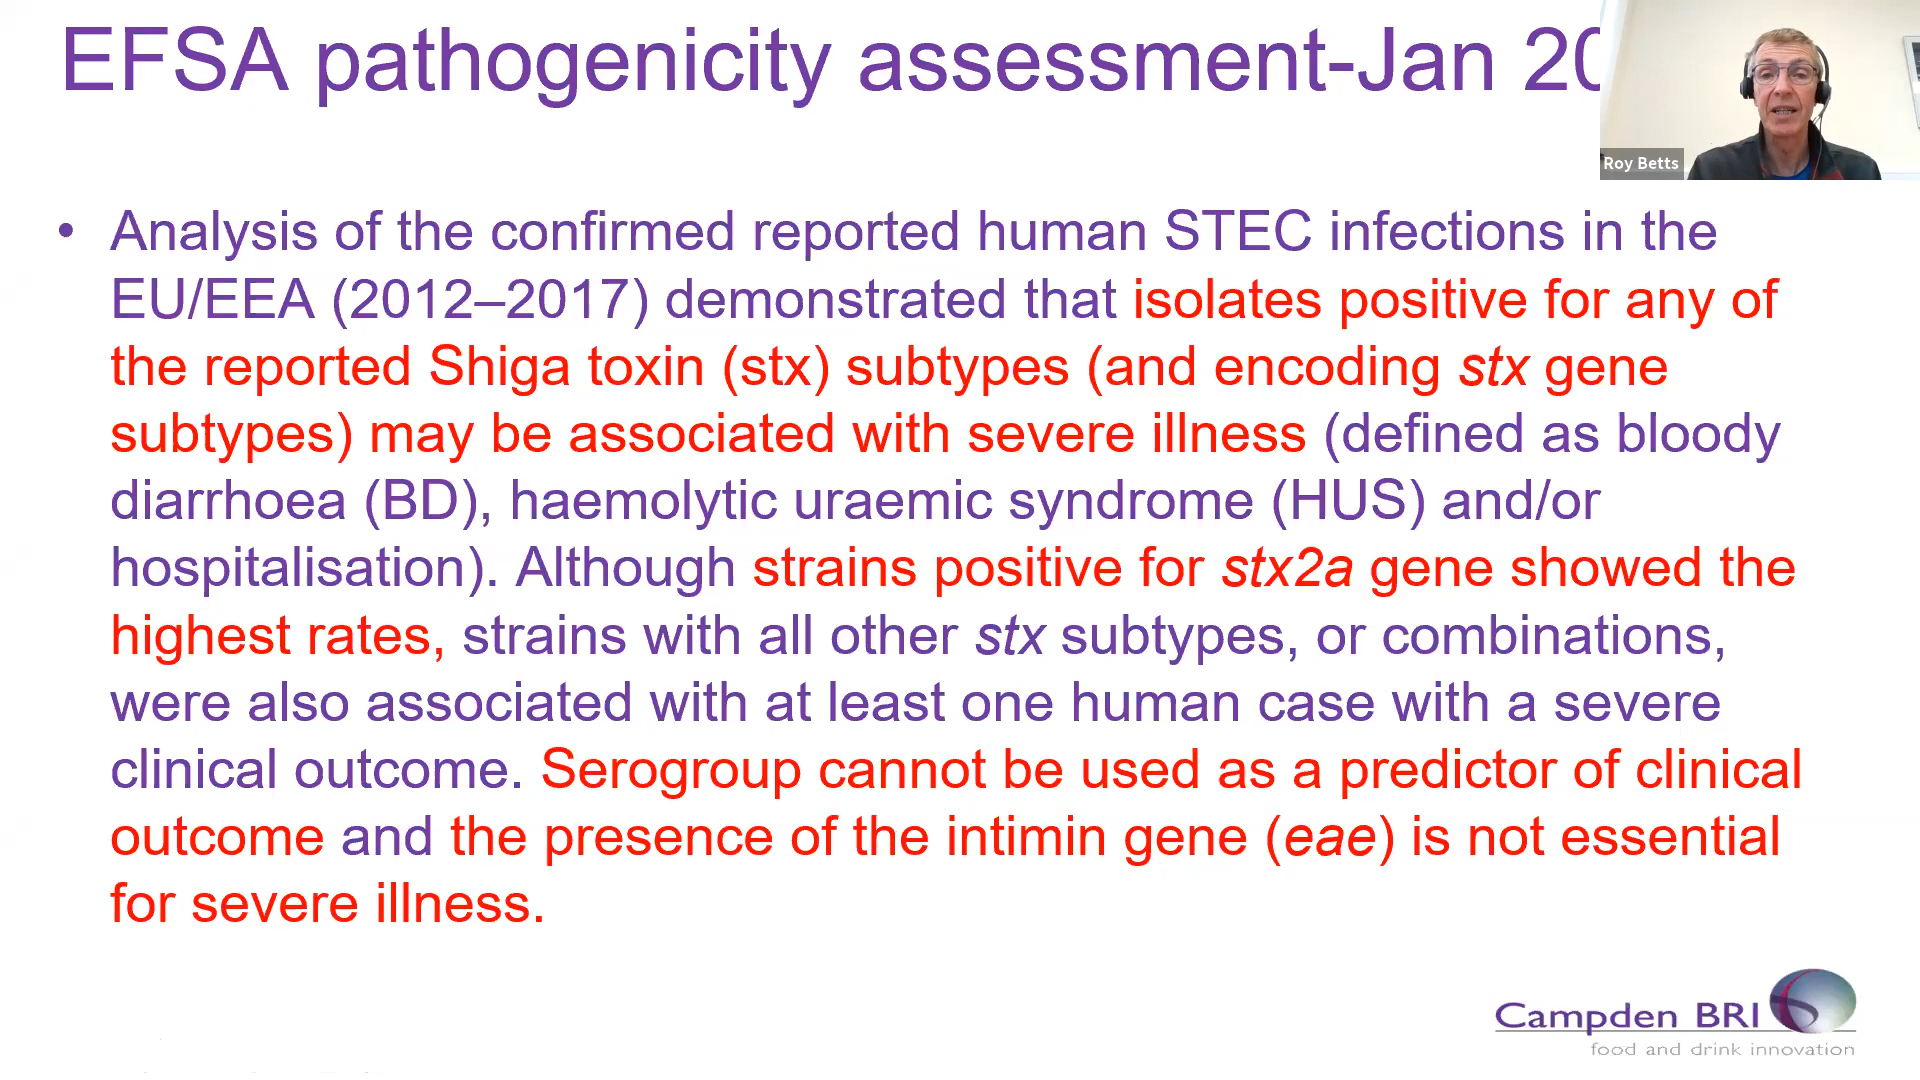 EFSA pathogenicity assessment-Jan 20
Roy Betts
• Analysis of the confirmed reported human STEC infections in the
EU/EEA (2012–2017) demonstrated that isolates positive for any of
the reported Shiga toxin (stx) subtypes (and encoding stx gene
subtypes) may be associated with severe illness (defined as bloody
diarrhoea (BD), haemolytic uraemic syndrome (HUS) and/or
hospitalisation). Although strains positive for stx2a gene showed the
highest rates, strains with all other stx subtypes, or combinations,
were also associated with at least one human case with a severe
clinical outcome. Serogroup cannot be used as a predictor of clinical
outcome and the presence of the intimin gene (eae) is not essential
for severe illness.
Campden BRI
food and drink innovation